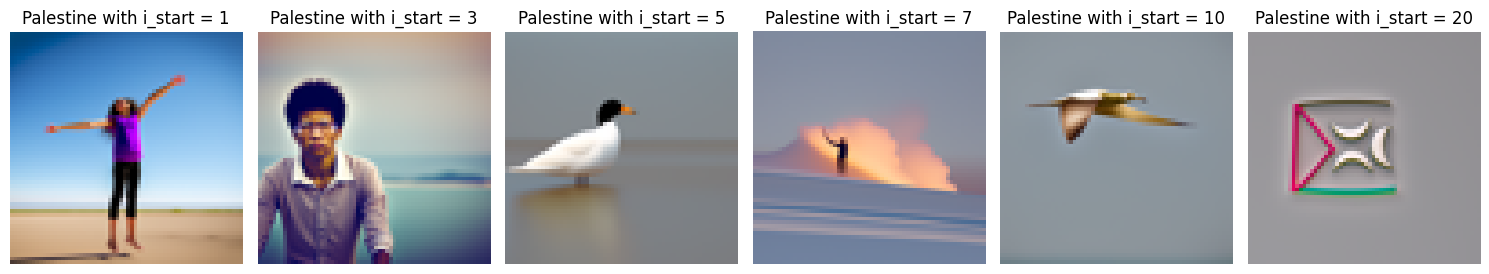 Palestine with i_start = 1
Palestine with i_start = 3
Palestine with i_start = 5
Palestine with i_start = 7
Palestine with i_start = 10
Palestine with i_start = 20